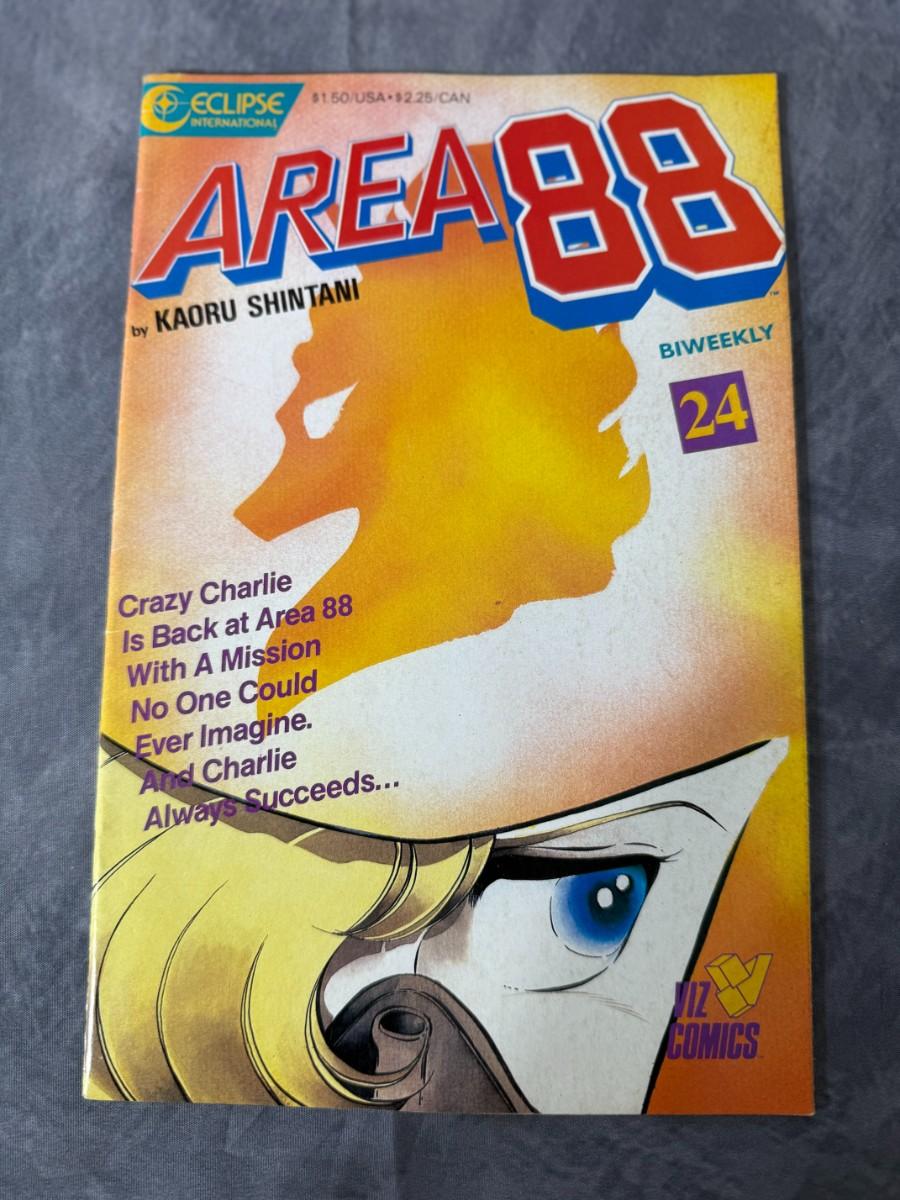 ECLIPSE
INTERNATIONAL
$1.50/USA•$2.25/CAN
AREA 88
™
by KAORU SHINTANI
BIWEEKLY
24
Crazy Charlie
Is Back at Area 88
With A Mission
No One Could
Ever Imagine.
And Charlie
Always Succeeds...
VIZ
COMICS